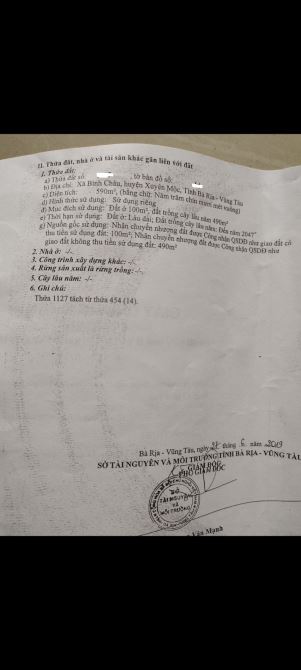 II. Thửa đất, nhà ở và tài sản khác gắn liền với đất
1. Thửa đất:
a) Thửa đất số: , tờ bản đồ số:
b) Địa chỉ: Xã Bình Châu, huyện Xuyên Mộc, Tỉnh Bà Rịa - Vũng Tàu
c) Diện tích: 590m², (bằng chữ: Năm trăm chín mươi mét vuông)
d) Hình thức sử dụng: Sử dụng riêng
đ) Mục đích sử dụng: Đất ở 100m², đất trồng cây lâu năm 490m²
e) Thời hạn sử dụng: Đất ở: Lâu dài; Đất trồng cây lâu năm: Đến năm 2047
g) Nguồn gốc sử dụng: Nhận chuyển nhượng đất được Công nhận QSDĐ như giao đất có
thu tiền sử dụng đất: 100m²; Nhận chuyển nhượng đất được Công nhận QSDĐ như
giao đất không thu tiền sử dụng đất: 490m²
2. Nhà ở: -/-
3. Công trình xây dựng khác: -/-
4. Rừng sản xuất là rừng trồng: -/-
5. Cây lâu năm: -/-
6. Ghi chú:
Thửa 1127 tách từ thửa 454 (14).
Bà Rịa - Vũng Tàu, ngày tháng 6 năm 2019
SỞ TÀI NGUYÊN VÀ MÔI TRƯỜNG TỈNH BÀ RỊA - VŨNG TÀU
GIÁM ĐỐC
PHÓ GIÁM ĐỐC
SỞ
TÀI NGUYÊN
VÀ
MÔI TRƯỜNG
Văn Mạnh